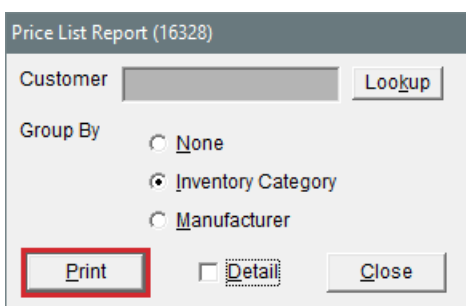 Price List Report (16328)
Customer Lookup
Group By
None
Inventory Category
Manufacturer
Print Detail Close